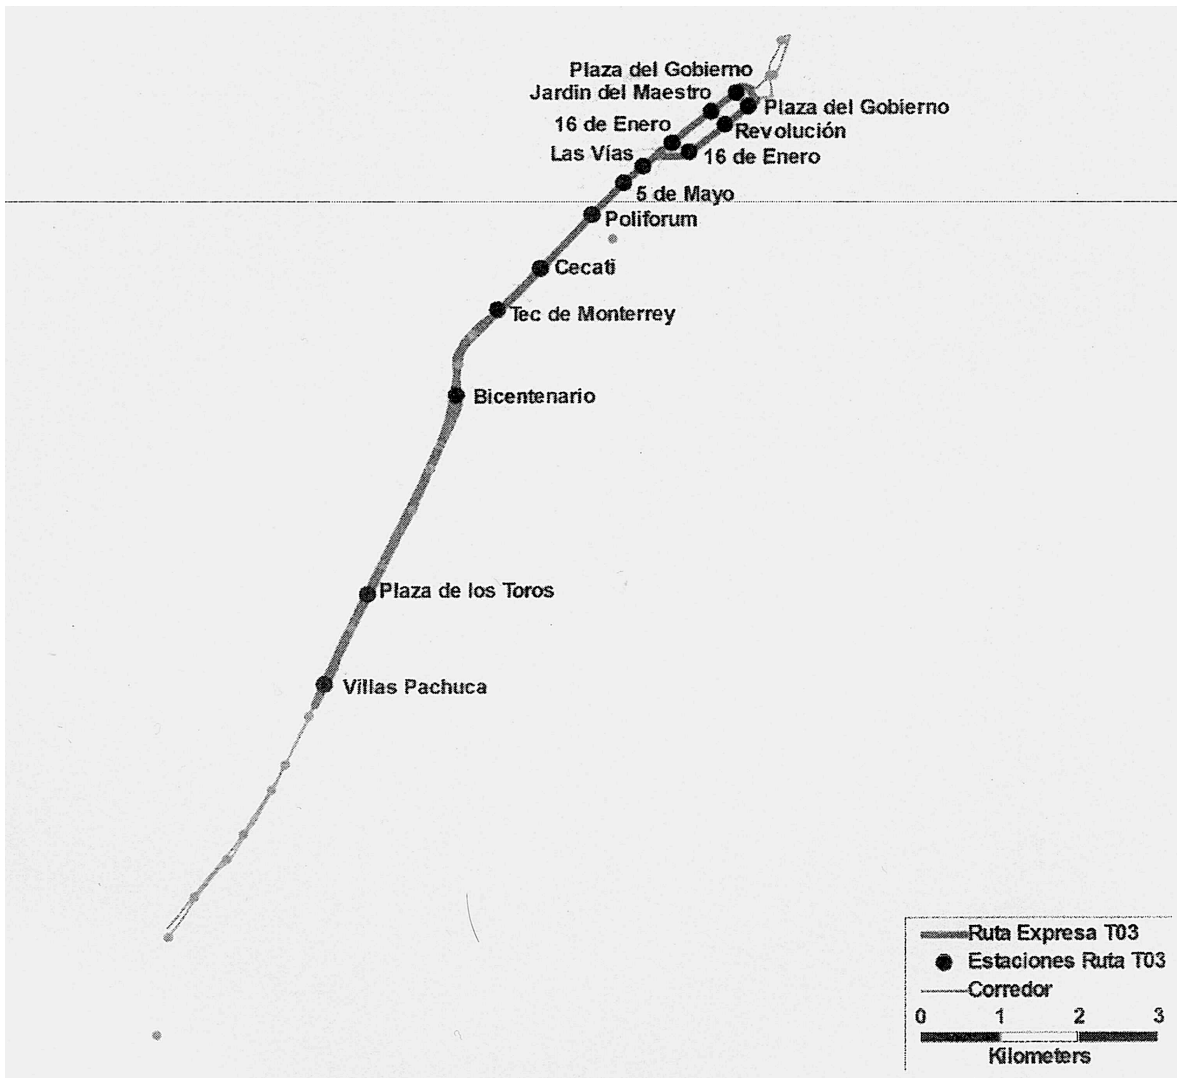 Plaza del Gobierno
Jardin del Maestro
Plaza del Gobierno
16 de Enero
Revolución
Las Vías
16 de Enero
5 de Mayo
Poliforum
Cecati
Tec de Monterrey
Bicentenario
Plaza de los Toros
Villas Pachuca
Ruta Expresa T03
Estaciones Ruta T03
Corredor
0 1 2 3
Kilometers